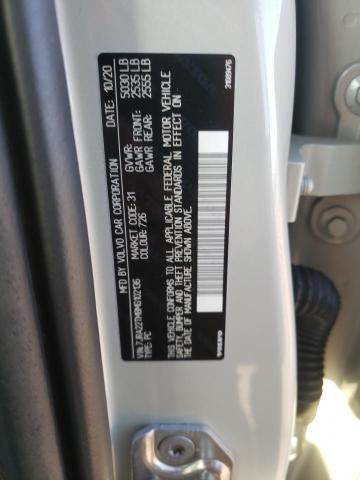 MFD BY VOLVO CAR CORPORATION DATE: 10/20
MARKET CODE: 31 GVWR: 5030 LB
COLOUR: 726 GAWR FRONT: 2535 LB
GAWR REAR: 2555 LB
TYPE: PC
THIS VEHICLE CONFORMS TO ALL APPLICABLE FEDERAL MOTOR VEHICLE
SAFETY, BUMPER AND THEFT PREVENTION STANDARDS IN EFFECT ON
THE DATE OF MANUFACTURE SHOWN ABOVE.
VOLVO
31689476